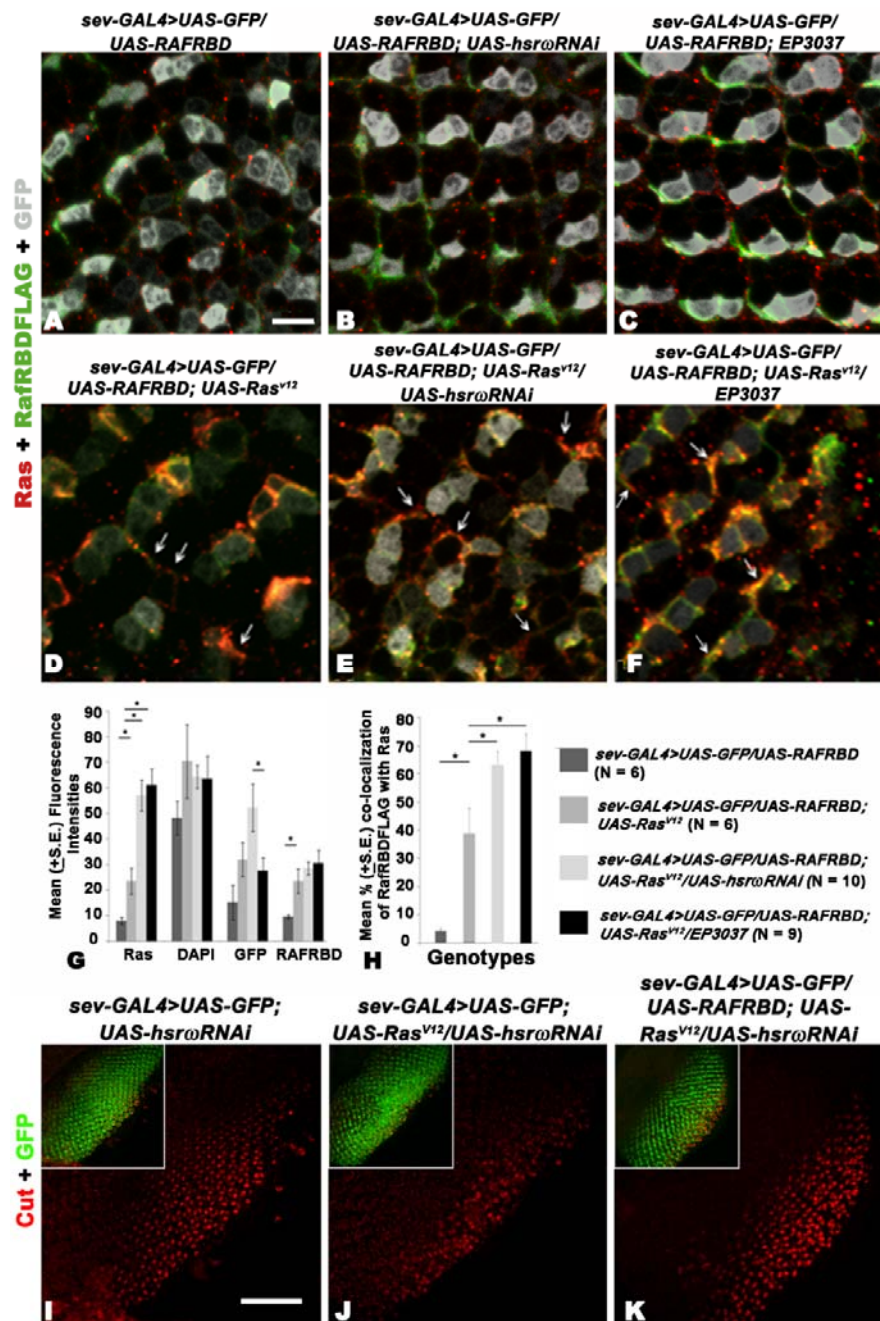 sev-GAL4>UAS-GFP/
UAS-RAFRBD
sev-GAL4>UAS-GFP/
UAS-RAFRBD; UAS-hsrωRNAi
sev-GAL4>UAS-GFP/
UAS-RAFRBD; EP3037
Ras + RafRBDFLAG + GFP
A
B
C
sev-GAL4>UAS-GFP/
UAS-RAFRBD; UAS-Rasv12
sev-GAL4>UAS-GFP/
UAS-RAFRBD; UAS-Rasv12/
UAS-hsrωRNAi
sev-GAL4>UAS-GFP/
UAS-RAFRBD; UAS-Rasv12/
EP3037
D
E
F
Mean (+S.E.) Fluorescence
Intensities
90
80
70
60
50
40
30
20
10
0
* * *
*
*
G
Ras DAPI GFP RAFRBD
Mean % (+S.E.) co-localization
of RafRBDFLAG with Ras
80
70
60
50
40
30
20
10
0
*
* *
H
Genotypes
sev-GAL4>UAS-GFP/UAS-RAFRBD
(N = 6)
sev-GAL4>UAS-GFP/UAS-RAFRBD;
UAS-RasV12 (N = 6)
sev-GAL4>UAS-GFP/UAS-RAFRBD;
UAS-RasV12/UAS-hsrωRNAi (N = 10)
sev-GAL4>UAS-GFP/UAS-RAFRBD;
UAS-RasV12/EP3037 (N = 9)
sev-GAL4>UAS-GFP;
UAS-hsrωRNAi
sev-GAL4>UAS-GFP;
UAS-RasV12/UAS-hsrωRNAi
sev-GAL4>UAS-GFP/
UAS-RAFRBD; UAS-
RasV12/UAS-hsrωRNAi
Cut + GFP
I
J
K